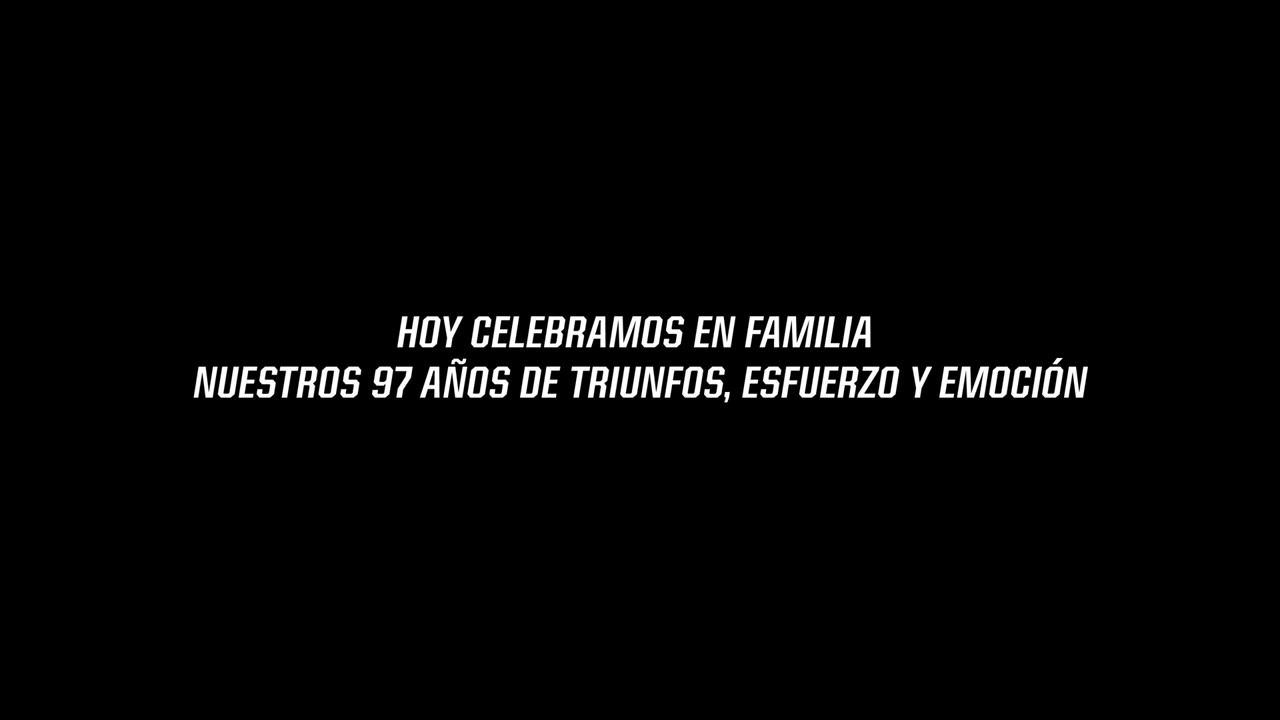 HOY CELEBRAMOS EN FAMILIA
NUESTROS 97 AÑOS DE TRIUNFOS, ESFUERZO Y EMOCIÓN